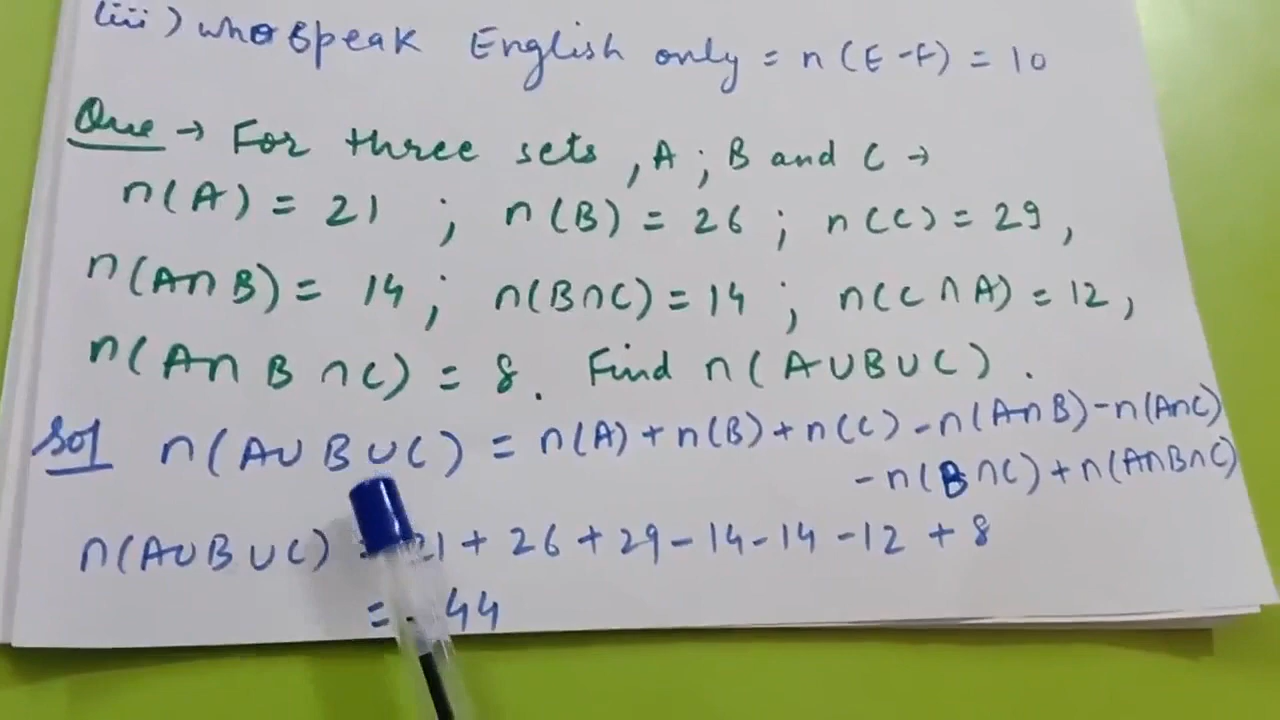 (iii) who speak English only = n(E-F) = 10
Que → For three sets, A; B and C →
n(A) = 21 ; n(B) = 26 ; n(C) = 29,
n(A∩B) = 14 ; n(B∩C) = 14 ; n(C∩A) = 12,
n(A∩B∩C) = 8. Find n(A∪B∪C).
Sol n(A∪B∪C) = n(A) + n(B) + n(C) - n(A∩B) - n(A∩C)
- n(B∩C) + n(A∩B∩C)
n(A∪B∪C) = 21 + 26 + 29 - 14 - 14 - 12 + 8
= 44